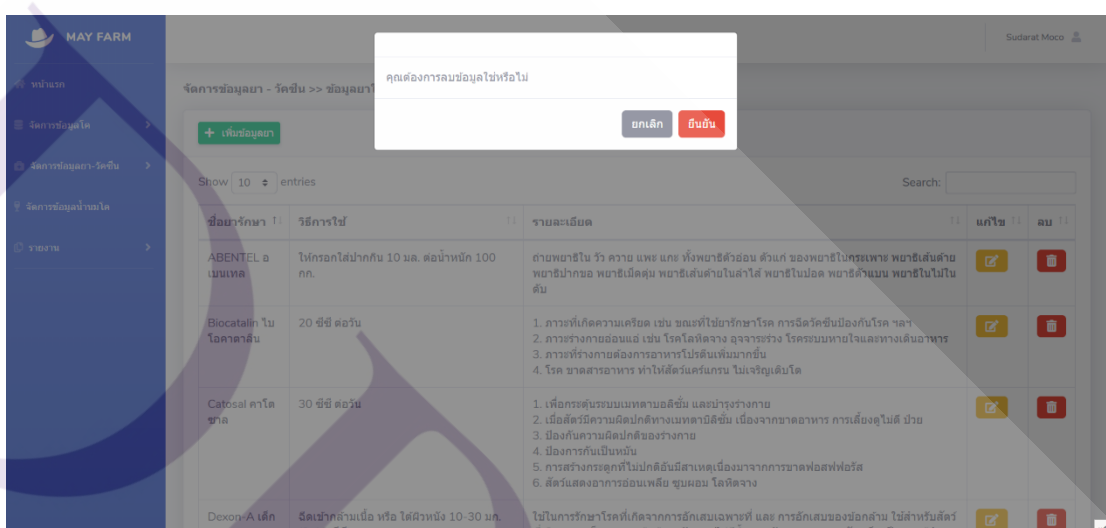 MAY FARM
Sudarat Moco
คุณต้องการลบข้อมูลใช่หรือไม่
ยกเลิก ยืนยัน
หน้าแรก
จัดการข้อมูลโค
จัดการข้อมูลยา-วัคซีน
จัดการข้อมูลน้ำนมโค
รายงาน
จัดการข้อมูลยา - วัคซีน >> ข้อมูลยา
+ เพิ่มข้อมูลยา
Show 10 entries
Search:
ชื่อยารักษา วิธีการใช้ รายละเอียด แก้ไข ลบ
ABENTEL อ
เบนเทล
ให้กรอกใส่ปากกิน 10 มล. ต่อน้ำหนัก 100
กก.
ถ่ายพยาธิใน วัว ควาย แพะ แกะ ทั้งพยาธิตัวอ่อน ตัวแก่ ของพยาธิในกระเพาะ พยาธิเส้นด้าย
พยาธิปากขอ พยาธิเม็ดตุ่ม พยาธิเส้นด้ายในลำไส้ พยาธิในปอด พยาธิตัวแบน พยาธิใบไม้ใน
ตับ
Biocatalin ไบ
โอคาตาลิน
20 ซีซี ต่อวัน
1. ภาวะที่เกิดความเครียด เช่น ขณะที่ใช้ยารักษาโรค การฉีดวัคซีนป้องกันโรค ฯลฯ
2. ภาวะร่างกายอ่อนแอ เช่น โรคโลหิตจาง อุจจาระร่วง โรคระบบหายใจและทางเดินอาหาร
3. ภาวะที่ร่างกายต้องการอาหารโปรตีนเพิ่มมากขึ้น
4. โรค ขาดสารอาหาร ทำให้สัตว์แคร์แกรน ไม่เจริญเติบโต
Catosal คาโต
ซาล
30 ซีซี ต่อวัน
1. เพื่อกระตุ้นระบบเมทตาบอลิซั่ม และบำรุงร่างกาย
2. เมื่อสัตว์มีความผิดปกติทางเมทตาบิลิซั่ม เนื่องจากขาดอาหาร การเลี้ยงดูไม่ดี ป่วย
3. ป้องกันความผิดปกติของร่างกาย
4. ป้องการกันเป็นหมัน
5. การสร้างกระดูกที่ไม่ปกติอันมีสาเหตุเนื่องมาจากการขาดฟอสฟฟอรัส
6. สัตว์แสดงอาการอ่อนเพลีย ซูบผอม โลหิตจาง
Dexon-A เด็ก
ฉีดเข้ากล้ามเนื้อ หรือ ใต้ผิวหนัง 10-30 มก.
ใช้ในการรักษาโรคที่เกิดจากการอักเสบเฉพาะที่ และ การอักเสบของข้อกล้าม ใช้สำหรับสัตว์